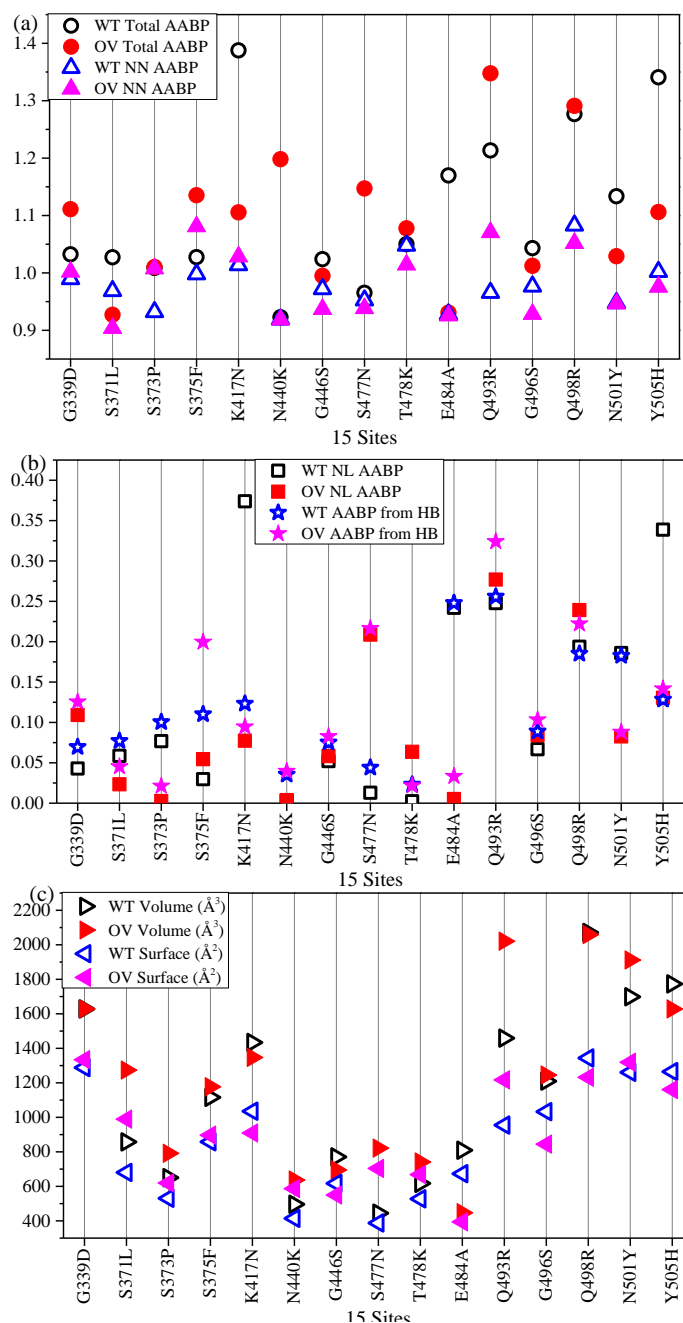 (a)
WT Total AABP
OV Total AABP
WT NN AABP
OV NN AABP
1.4
1.3
1.2
1.1
1.0
0.9
G339D
S371L
S373P
S375F
K417N
N440K
G446S
S477N
T478K
E484A
Q493R
G496S
Q498R
N501Y
Y505H
15 Sites
(b)
WT NL AABP
OV NL AABP
WT AABP from HB
OV AABP from HB
0.40
0.35
0.30
0.25
0.20
0.15
0.10
0.05
0.00
G339D
S371L
S373P
S375F
K417N
N440K
G446S
S477N
T478K
E484A
Q493R
G496S
Q498R
N501Y
Y505H
15 Sites
(c)
WT Volume (Å³)
OV Volume (Å³)
WT Surface (Å²)
OV Surface (Å²)
2200
2000
1800
1600
1400
1200
1000
800
600
400
G339D
S371L
S373P
S375F
K417N
N440K
G446S
S477N
T478K
E484A
Q493R
G496S
Q498R
N501Y
Y505H
15 Sites